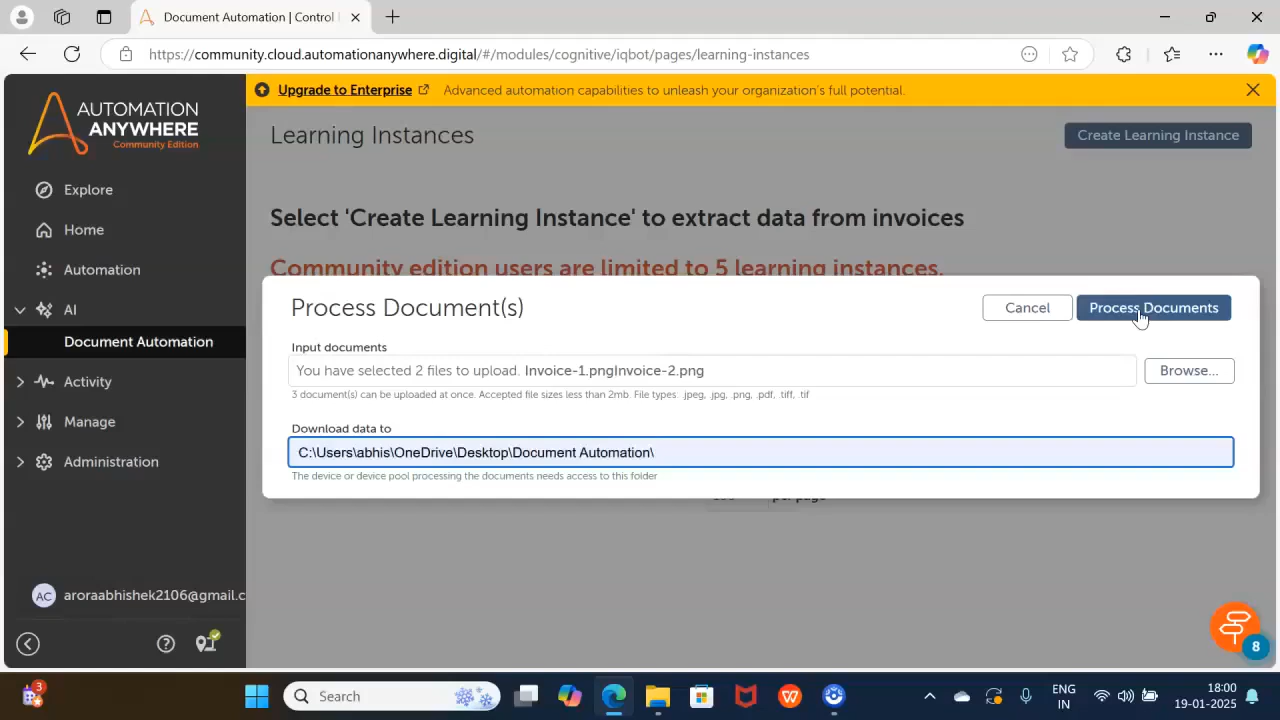 Document Automation | Control
https://community.cloud.automationanywhere.digital/#/modules/cognitive/iqbot/pages/learning-instances
AUTOMATION
ANYWHERE
Community Edition
Upgrade to Enterprise Advanced automation capabilities to unleash your organization's full potential.
Learning Instances
Create Learning Instance
Explore
Home
Automation
AI
Document Automation
Activity
Manage
Administration
AC aroraabhishek2106@gmail.c
Select 'Create Learning Instance' to extract data from invoices
Community edition users are limited to 5 learning instances.
Process Document(s)
Cancel
Process Documents
Input documents
You have selected 2 files to upload. Invoice-1.pngInvoice-2.png
Browse...
3 document(s) can be uploaded at once. Accepted file sizes less than 2mb. File types: .jpeg, .jpg, .png, .pdf, .tiff, .tif
Download data to
C:\Users\abhis\OneDrive\Desktop\Document Automation\
The device or device pool processing the documents needs access to this folder
per page
8
3
Search
ENG
IN
18:00
19-01-2025